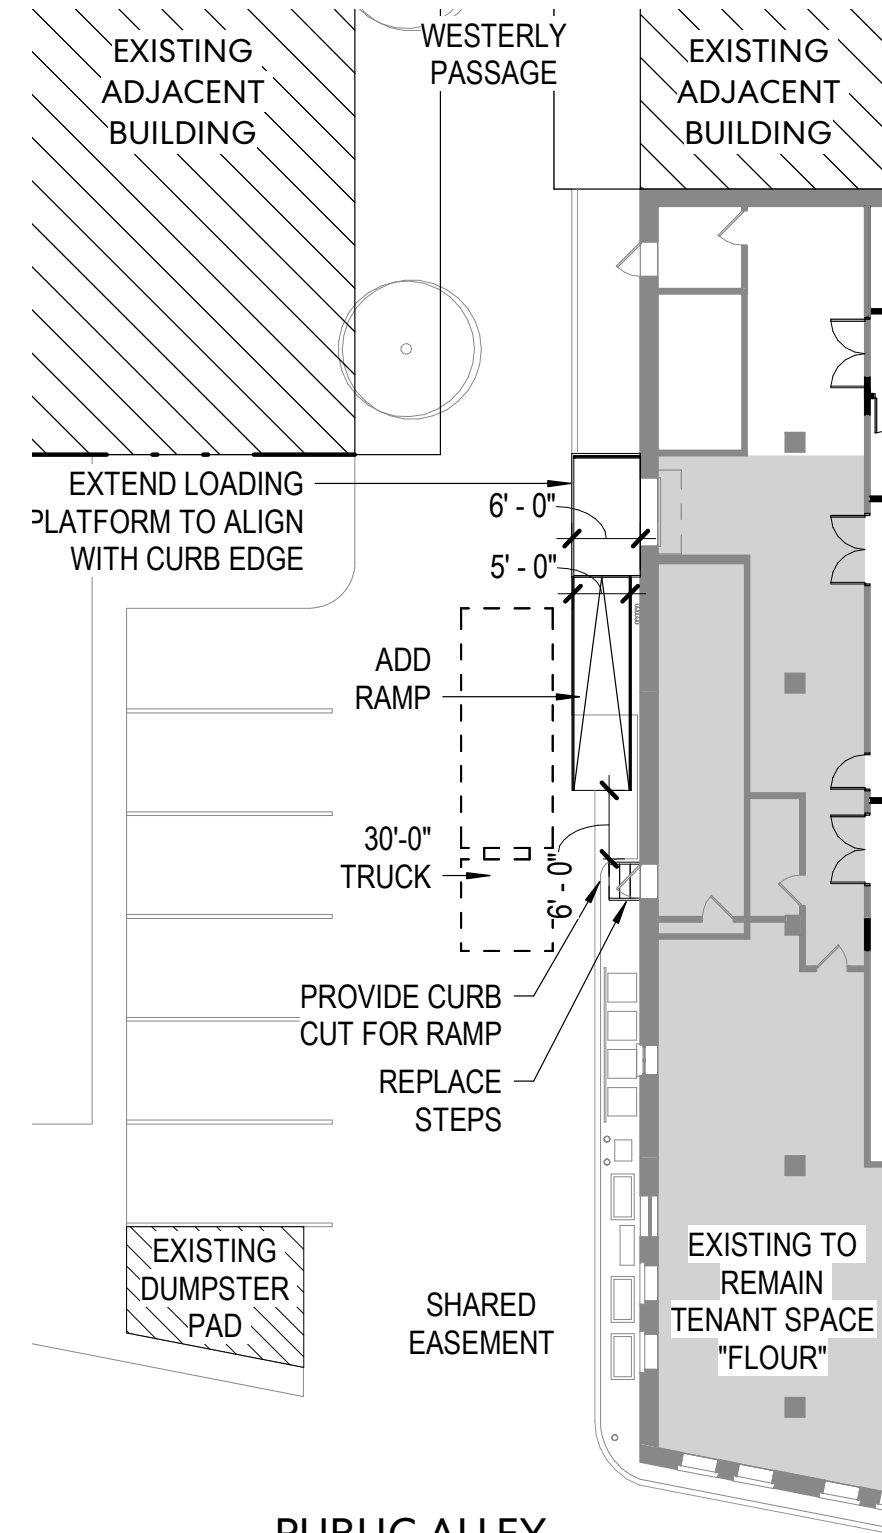 WESTERLY
PASSAGE
EXISTING
ADJACENT
BUILDING
EXISTING
ADJACENT
BUILDING
EXTEND LOADING
PLATFORM TO ALIGN
WITH CURB EDGE
6' - 0"
5' - 0"
ADD
RAMP
30'-0"
TRUCK
6' - 0"
PROVIDE CURB
CUT FOR RAMP
REPLACE
STEPS
EXISTING
DUMPSTER
PAD
SHARED
EASEMENT
EXISTING TO
REMAIN
TENANT SPACE
"FLOUR"
PUBLIC ALLEY